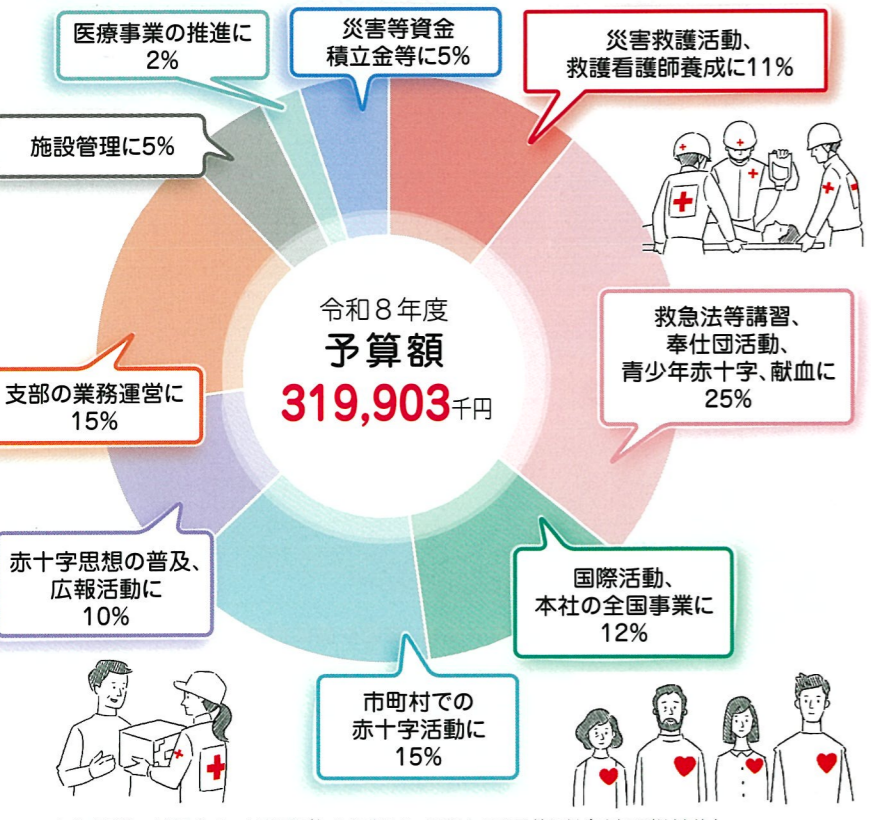 医療事業の推進に
2%
災害等資金
積立金等に5%
災害救護活動、
救護看護師養成に11%
施設管理に5%
令和8年度
予算額
319,903千円
救急法等講習、
奉仕団活動、
青少年赤十字、献血に
25%
支部の業務運営に
15%
赤十字思想の普及、
広報活動に
10%
国際活動、
本社の全国事業に
12%
市町村での
赤十字活動に
15%